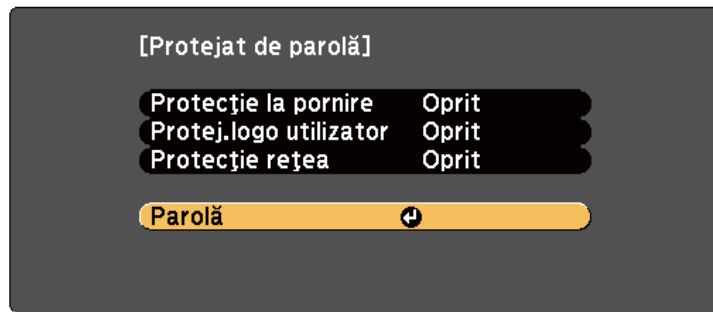 [Protejat de parolă]
Protecţie la pornire Oprit
Protej.logo utilizator Oprit
Protecţie reţea Oprit
Parolă